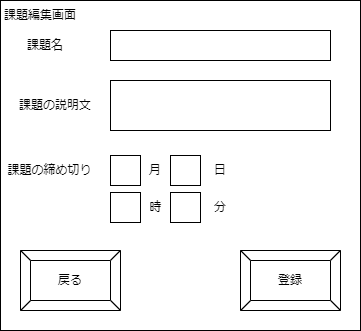 課題編集画面
課題名
課題の説明文
課題の締め切り 月 日
時 分
戻る 登録